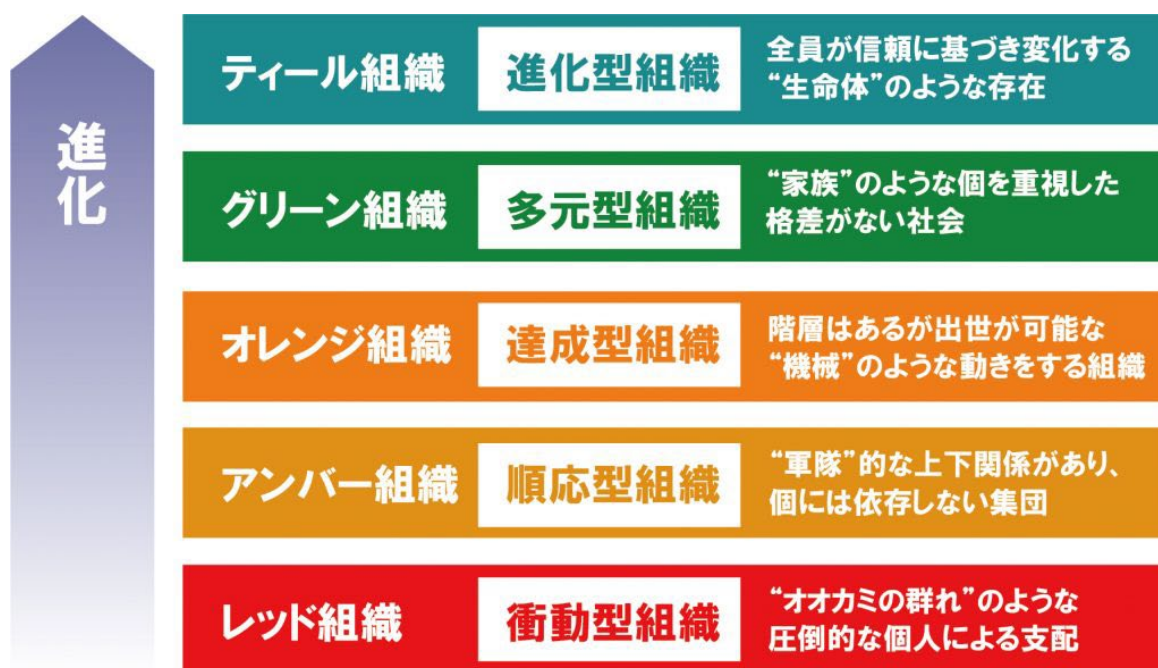 進化
ティール組織
進化型組織
全員が信頼に基づき変化する
“生命体”のような存在
グリーン組織
多元型組織
“家族”のような個を重視した
格差がない社会
オレンジ組織
達成型組織
階層はあるが出世が可能な
“機械”のような動きをする組織
アンバー組織
順応型組織
“軍隊”的な上下関係があり、
個には依存しない集団
レッド組織
衝動型組織
“オオカミの群れ”のような
圧倒的な個人による支配